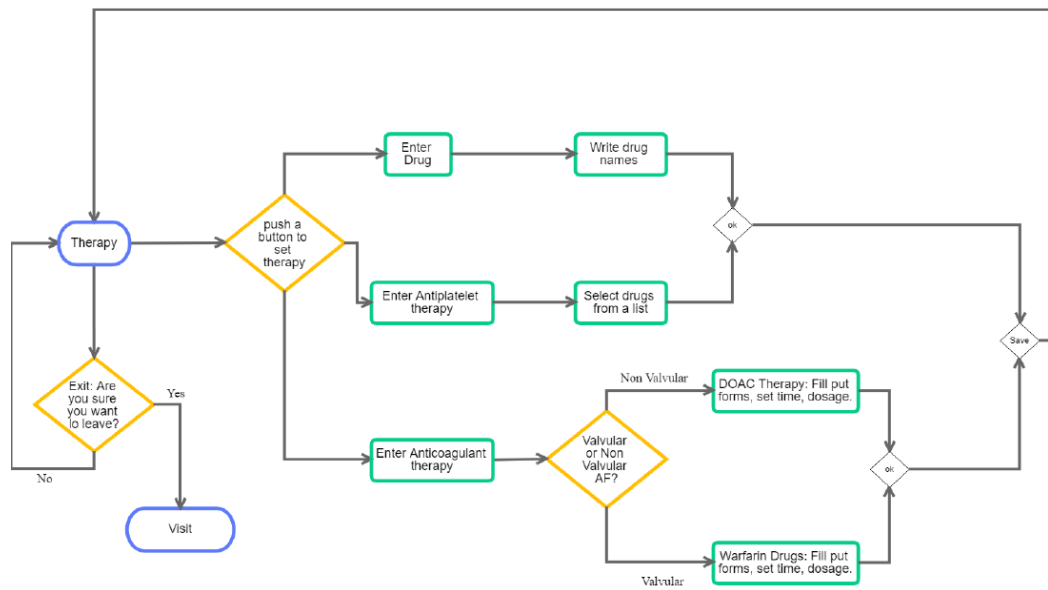 Enter
Drug
Write drug
names
push a
button to
set
therapy
ok
Therapy
Enter Antiplatelet
therapy
Select drugs
from a list
Save
Exit: Are
you sure
you want
lo leave?
Yes
No
Non Valvular
DOAC Therapy: Fill put
forms, set time, dosage.
Enter Anticoagulant
therapy
Valvular
or Non
Valvular
AF?
ok
Visit
Warfarin Drugs: Fill put
forms, set time, dosage.
Valvular